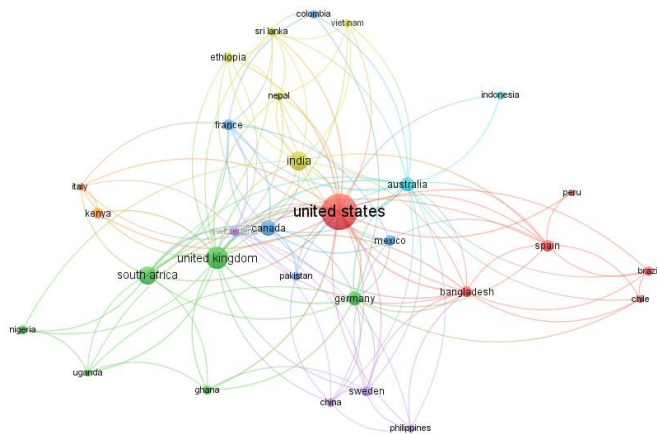 colombia
viet nam
sri lanka
ethiopia
nepal
indonesia
france
india
australia
italy
peru
kenya
united states
switzerland
canada
mexico
spain
united kingdom
south africa
pakistan
brazil
germany
bangladesh
chile
nigeria
uganda
ghana
sweden
china
philippines